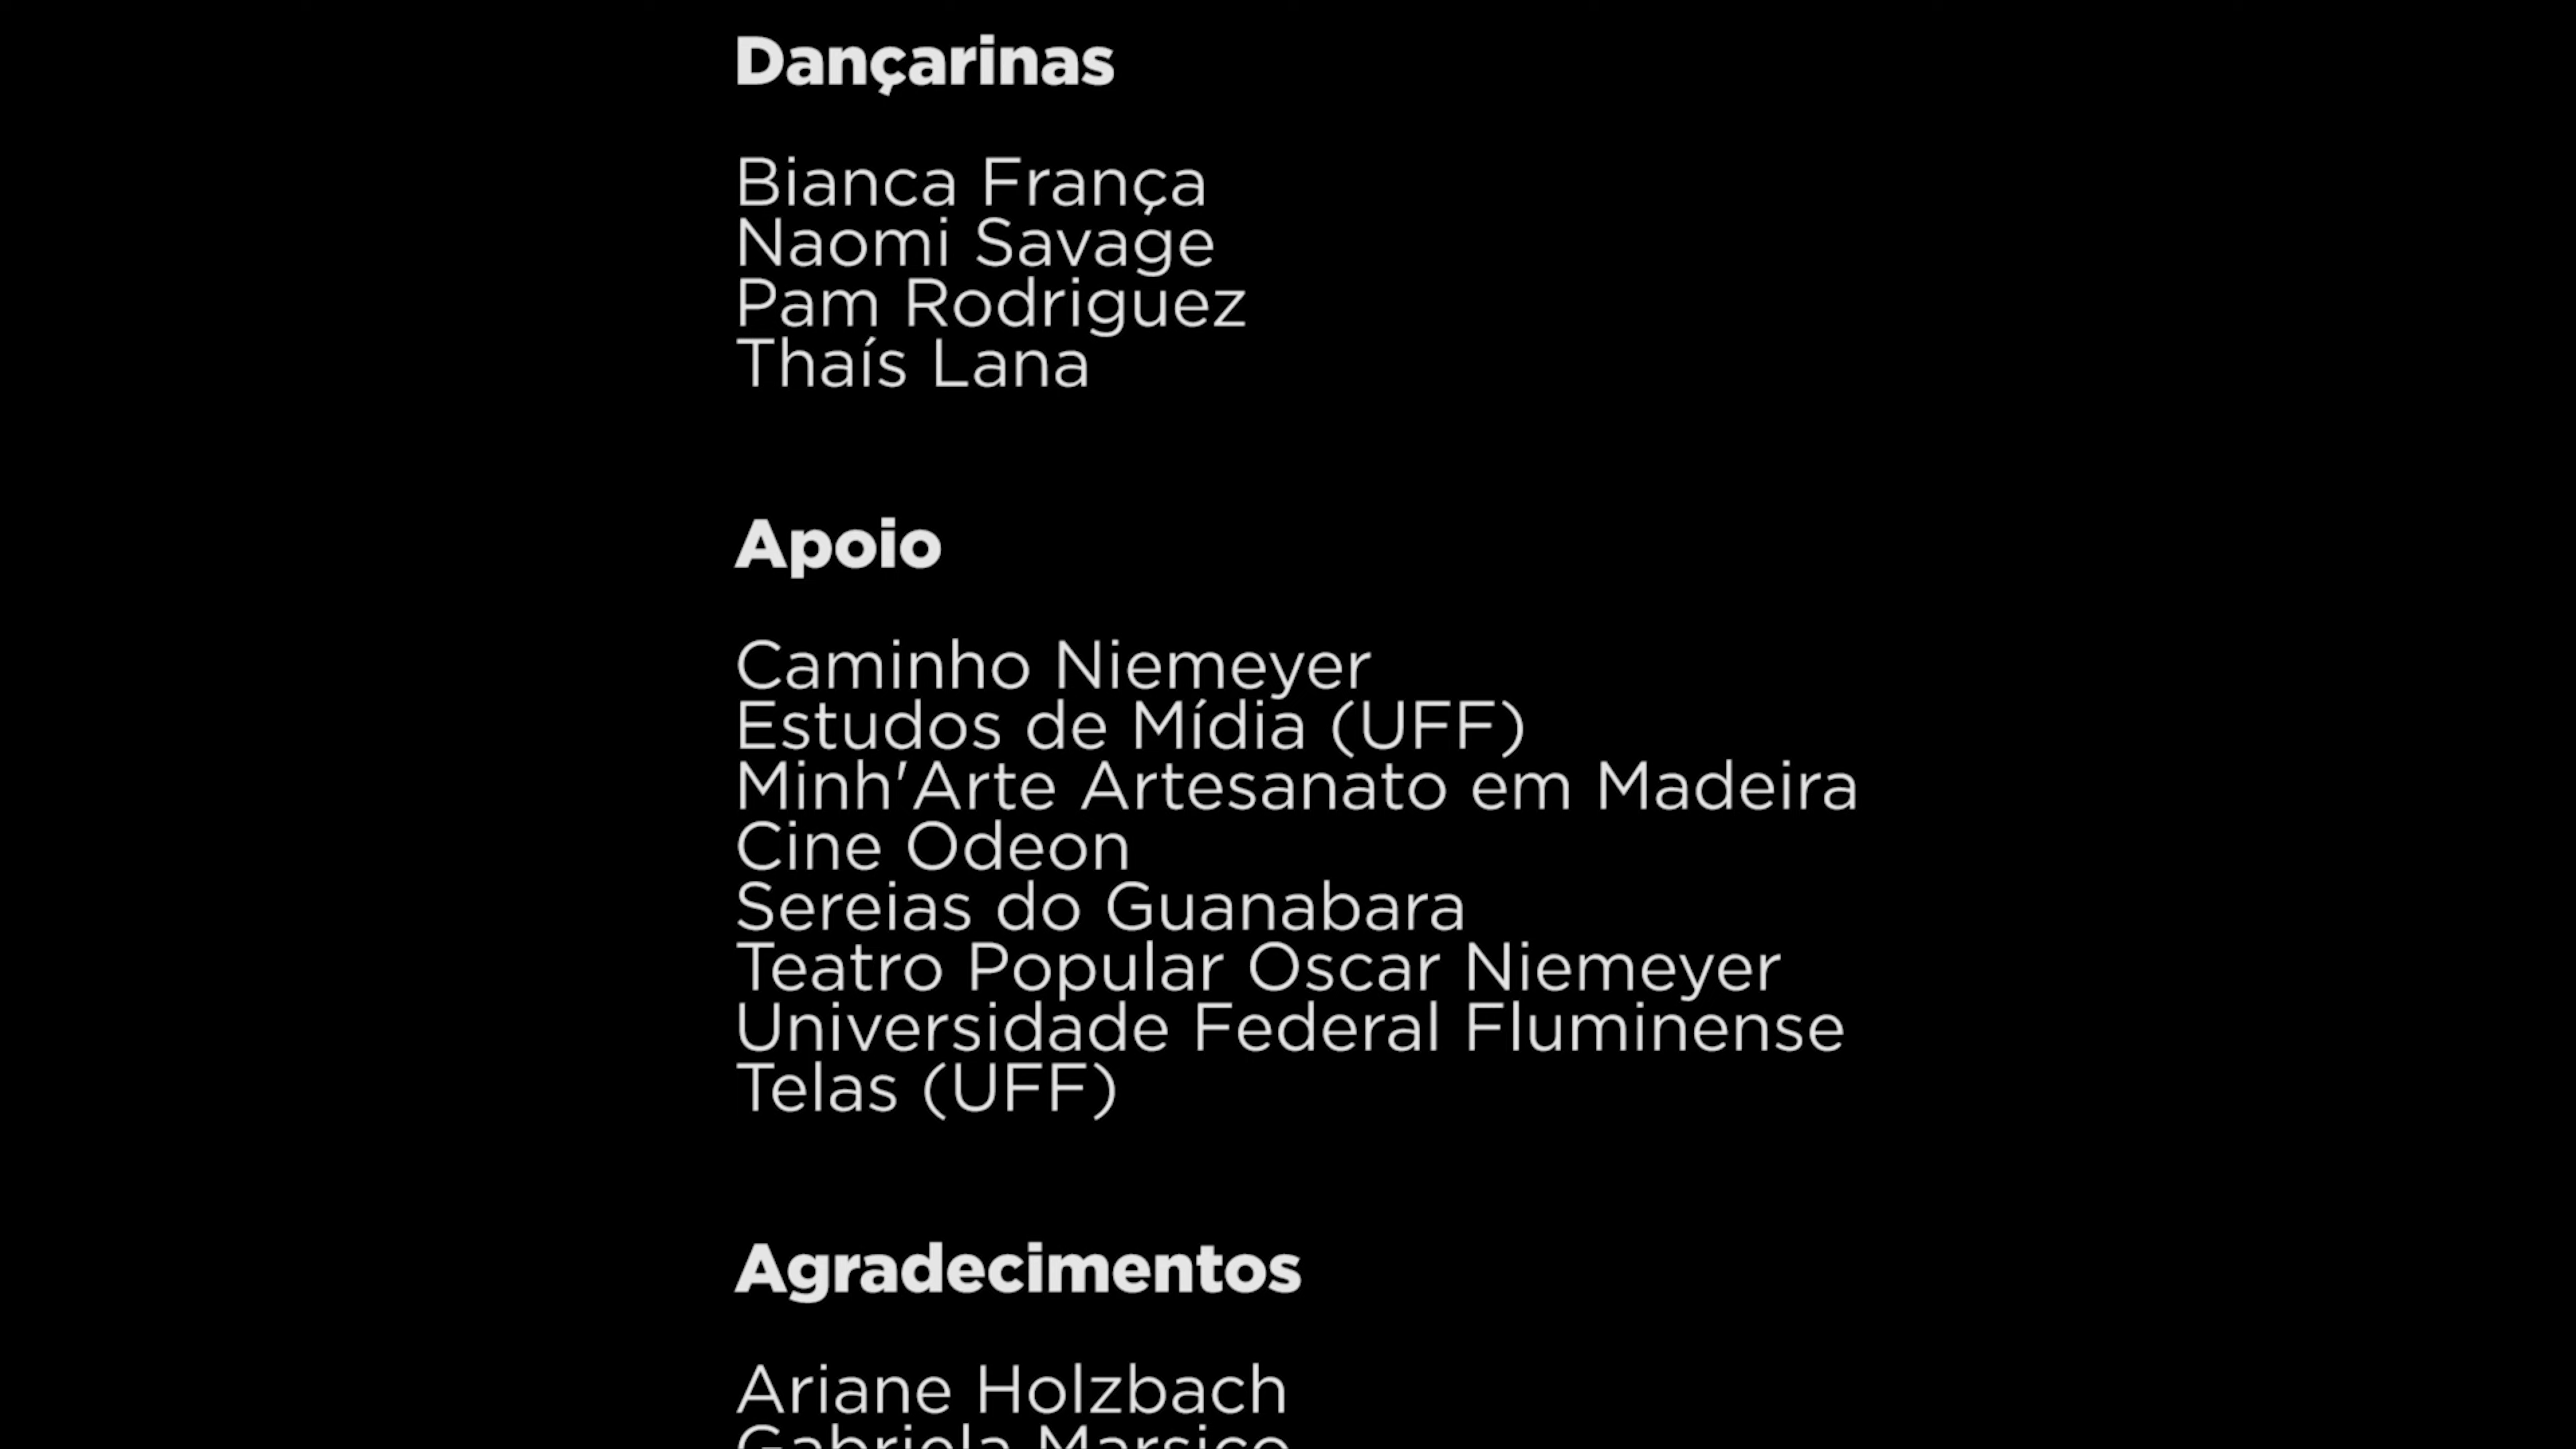 Dançarinas
Bianca França
Naomi Savage
Pam Rodriguez
Thaís Lana
Apoio
Caminho Niemeyer
Estudos de Mídia (UFF)
Minh'Arte Artesanato em Madeira
Cine Odeon
Sereias do Guanabara
Teatro Popular Oscar Niemeyer
Universidade Federal Fluminense
Telas (UFF)
Agradecimentos
Ariane Holzbach
Gabriela Marsico